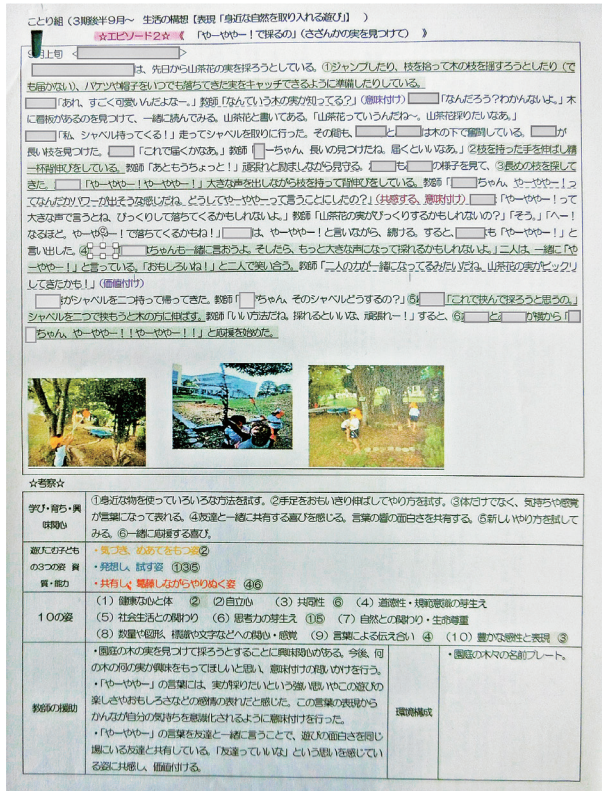 ことり組（3期後半9月～　生活の構想【表現「身近な自然を取り入れる遊び」】　）
☆エピソード2☆《　「やーややー！で採るの」（さざんかの実を見つけて）　》
9月上旬　<　　　>
は、先日から山茶花の実を採ろうとしている。①ジャンプしたり、枝を拾って木の枝を揺すろうとしたり（で
も届かない）、バケツや帽子をいつでも落ちてきた実をキャッチできるように準備したりしている。
「あれ、すごく可愛いんだよなー。」教師「なんていう木の実か知ってる？」（意味付け）「なんだろう？わかんないよ。」木
に看板があるのを見つけて、一緒に読んでみる。山茶花と書いてある。「山茶花っていうんだね～。山茶花採りたいなあ。」
「私、シャベル持ってくる！」走ってシャベルを取りに行った。その間も、　と　は木の下で奮闘している。　が
長い枝を見つけた。「これで届くかなあ。」教師「　ーちゃん、長いの見つけたね。届くといいな。」②枝を持った手を伸ばし精
一杯背伸びをしている。教師「あともうちょっと！」頑張れと励ましながら見守る。　も　の様子を見て、③長めの枝を探して
きた。「やーややー！やーややー！」大きな声を出しながら枝を持って背伸びをしている。教師「　ちゃん、やーややー！っ
てなんだかパワーが出そうな感じだね。どうしてやーややーって言うことにしたの？」（共感する、意味付け）「やーややー！って
大きな声で言うとね、びっくりして落ちてくるかもしれないよ。」教師「山茶花の実がびっくりするかもしれないの？」「そう。」「へー！
なるほど。やーややー！で落ちてくるかもね！」　は、やーややー！と言いながら、続ける。すると、　も「やーややー！」と
言い出した。④　ちゃんも一緒に言おうよ。そしたら、もっと大きな声になって採れるかもしれないよ。」二人は、一緒に「や
ーややー！」と言っている。「おもしろいね！」と二人で笑い合う。教師「二人の力が一緒になってるみたいだね。山茶花の実がビックリ
してきたかも！」（価値付け）
がシャベルを二つ持って帰ってきた。教師「　ちゃん、そのシャベルどうするの？」⑤「これで挟んで採ろうと思うの。」
シャベルを二つで挟もうと木の方に伸ばす。教師「いい方法だね。採れるといいな、頑張れー！」すると、⑥　と　が横から「
ちゃん、やーややー！！やーややー！！」と応援を始めた。
☆考察☆
学び・育ち・興味関心
①身近な物を使っていろいろな方法を試す。②手足をおもいきり伸ばしてやり方を試す。③体だけでなく、気持ちや感覚
が言葉になって表れる。④友達と一緒に共有する喜びを感じる。言葉の響の面白さを共有する。⑤新しいやり方を試して
みる。⑥一緒に応援する喜び。
遊びこむ子どもの3つの姿　資質・能力
・気づき、めあてをもつ姿②
・発想し、試す姿　①③⑤
・共有し、葛藤しながらやりぬく姿　④⑥
10の姿
（1）健康な心と体　②　（2）自立心　（3）共同性　⑥　（4）道徳性・規範意識の芽生え
（5）社会生活との関わり　（6）思考力の芽生え　①⑤　（7）自然との関わり・生命尊重
（8）数量や図形、標識や文字などへの関心・感覚　（9）言葉による伝え合い　④　（10）豊かな感性と表現　③
教師の援助
・園庭の木の実を見つけて採ろうとすることに興味関心がある。今後、何
の木の何の実か興味をもってほしいと思い、意味付けの問いかけを行う。
・「やーややー」の言葉には、実が採りたいという強い思いやこの遊びの
楽しさやおもしろさなどの感情の表れだと感じた。この言葉の表現から
かんなが自分の気持ちを意識化されるように意味付けを行った。
・「やーややー」の言葉を友達と一緒に言うことで、遊びの面白さを同じ
場にいる友達と共有している。「友達っていいな」という思いを感じてい
る姿に共感し、価値付ける。
環境構成
・園庭の木々の名前プレート。